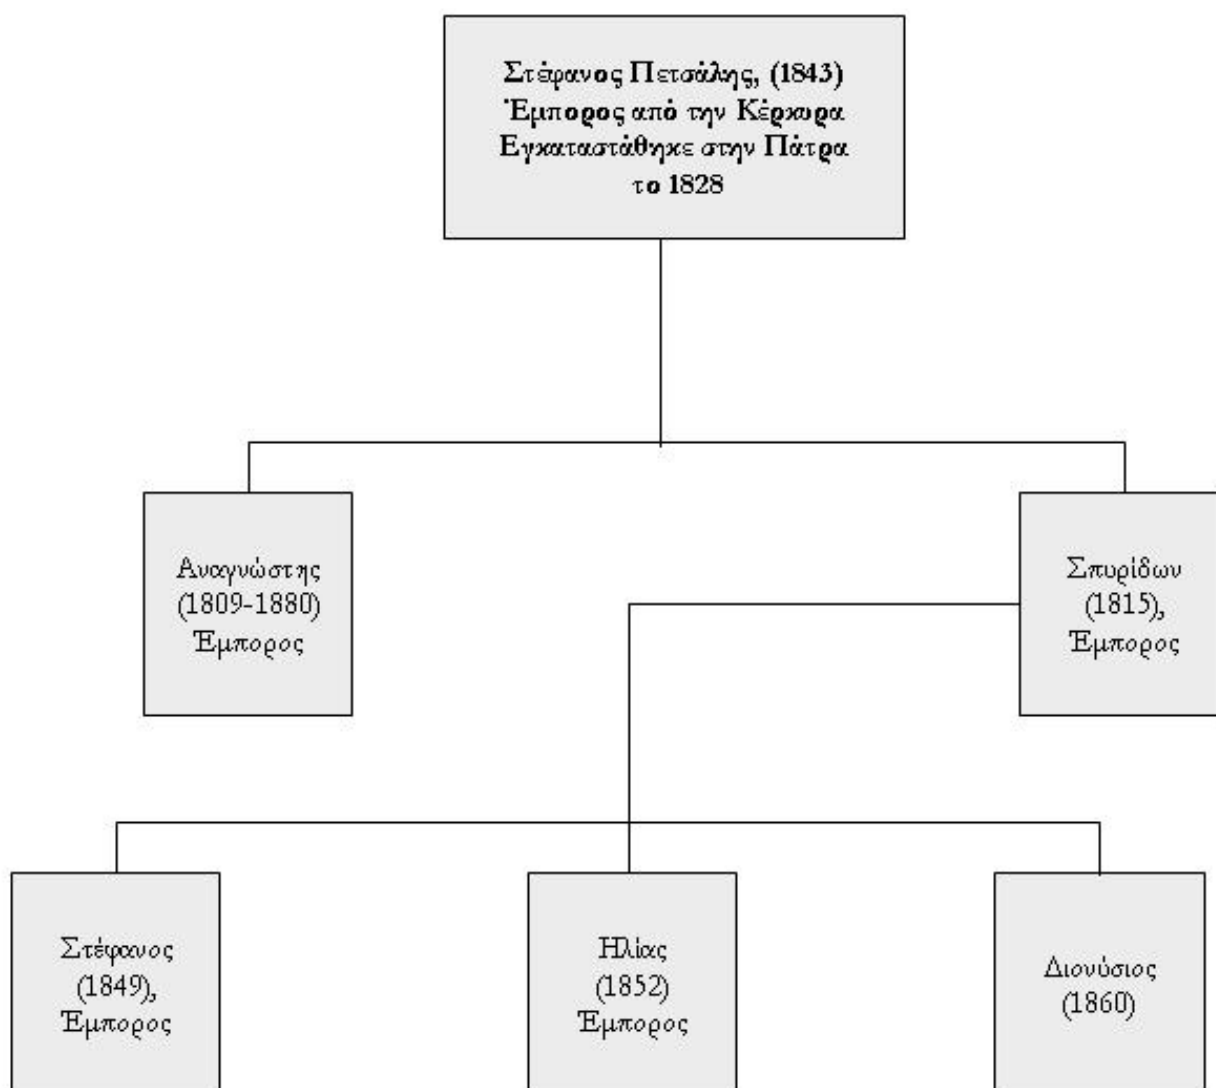 Στέφανος Πετσάλης, (1843)
Έμπορος από την Κέρκυρα
Εγκαταστάθηκε στην Πάτρα
το 1828
Αναγνώστης
(1809-1880)
Έμπορος
Σπυρίδων
(1815),
Έμπορος
Στέφανος
(1849),
Έμπορος
Ηλίας
(1852)
Έμπορος
Διονύσιος
(1860)